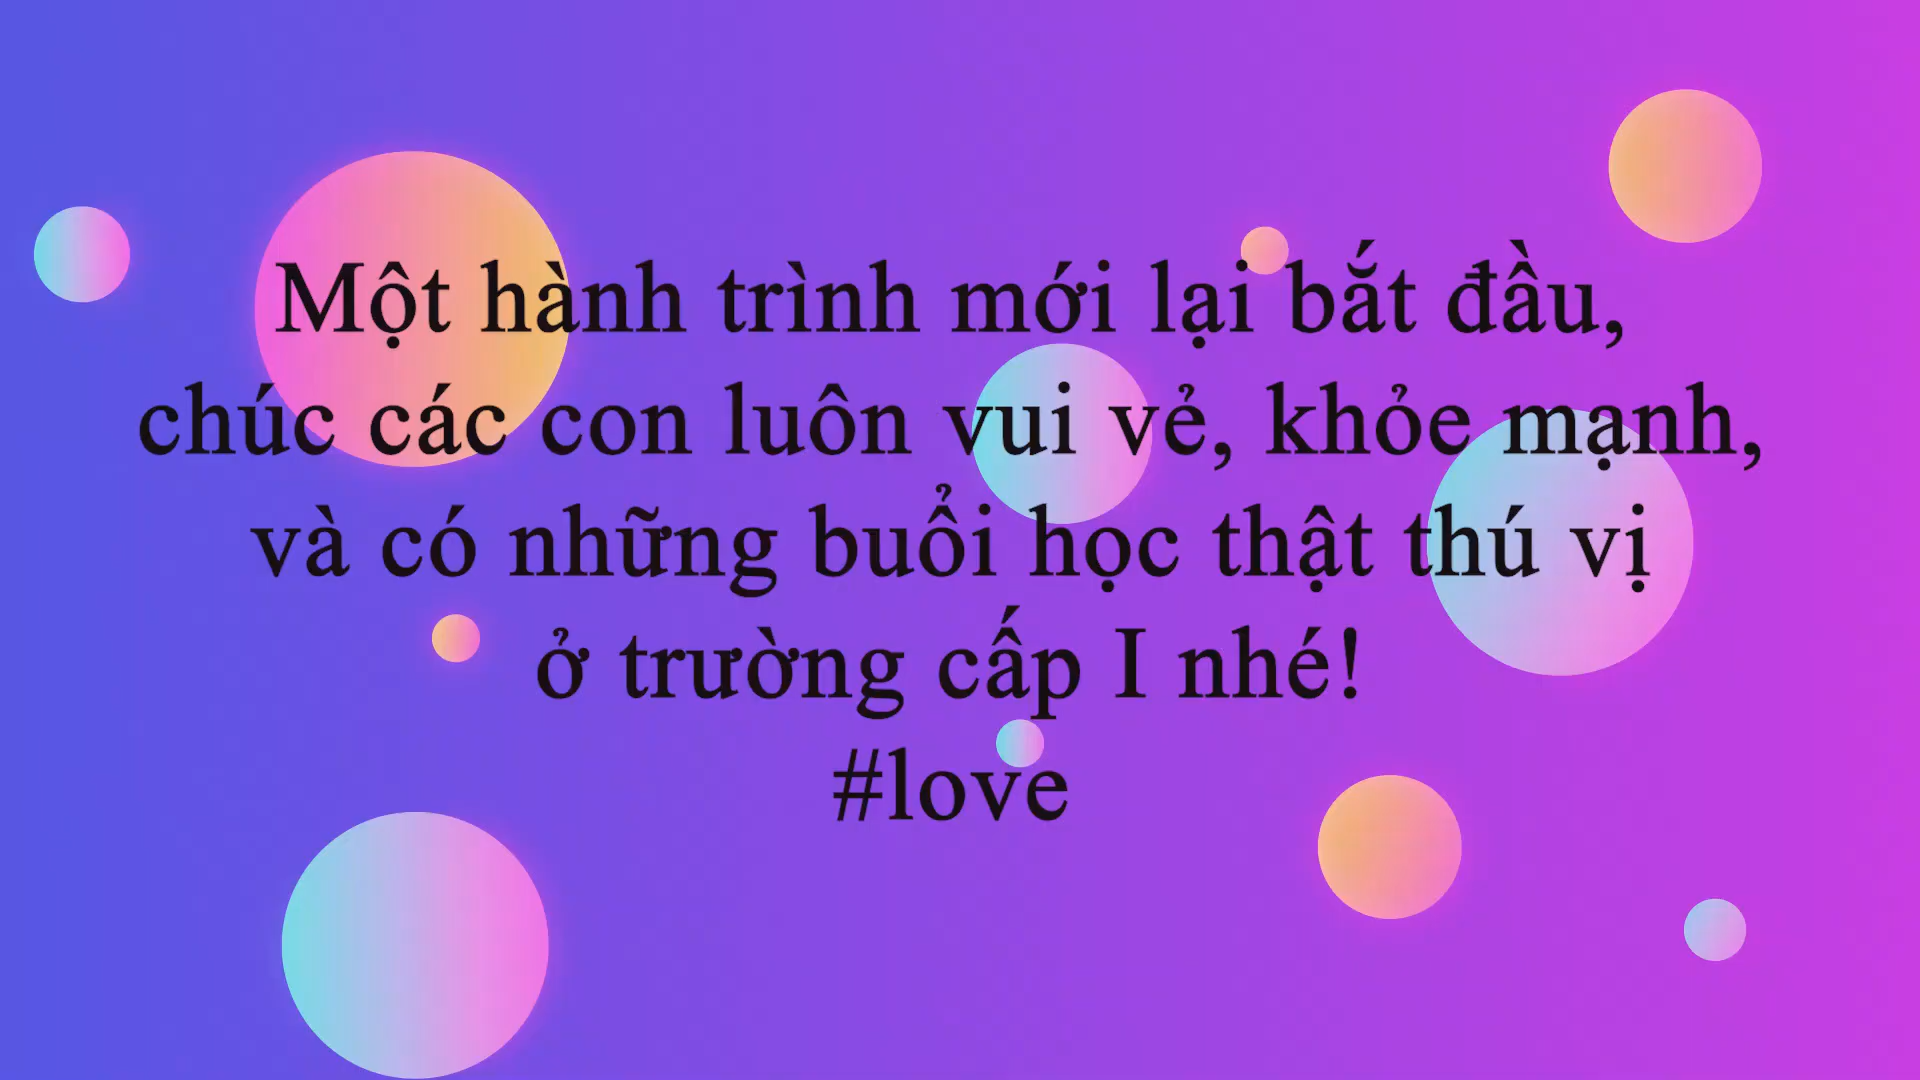 Một hành trình mới lại bắt đầu,
chúc các con luôn vui vẻ, khỏe mạnh,
và có những buổi học thật thú vị
ở trường cấp I nhé!
#love